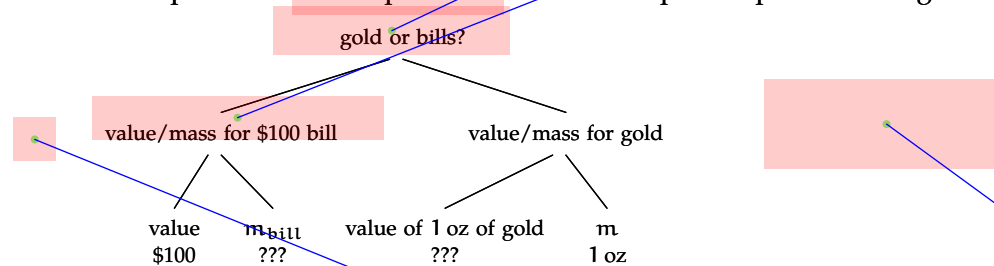 gold or bills?
value/mass for $100 bill
value/mass for gold
value
$100
m_bill
???
value of 1 oz of gold
???
m
1 oz